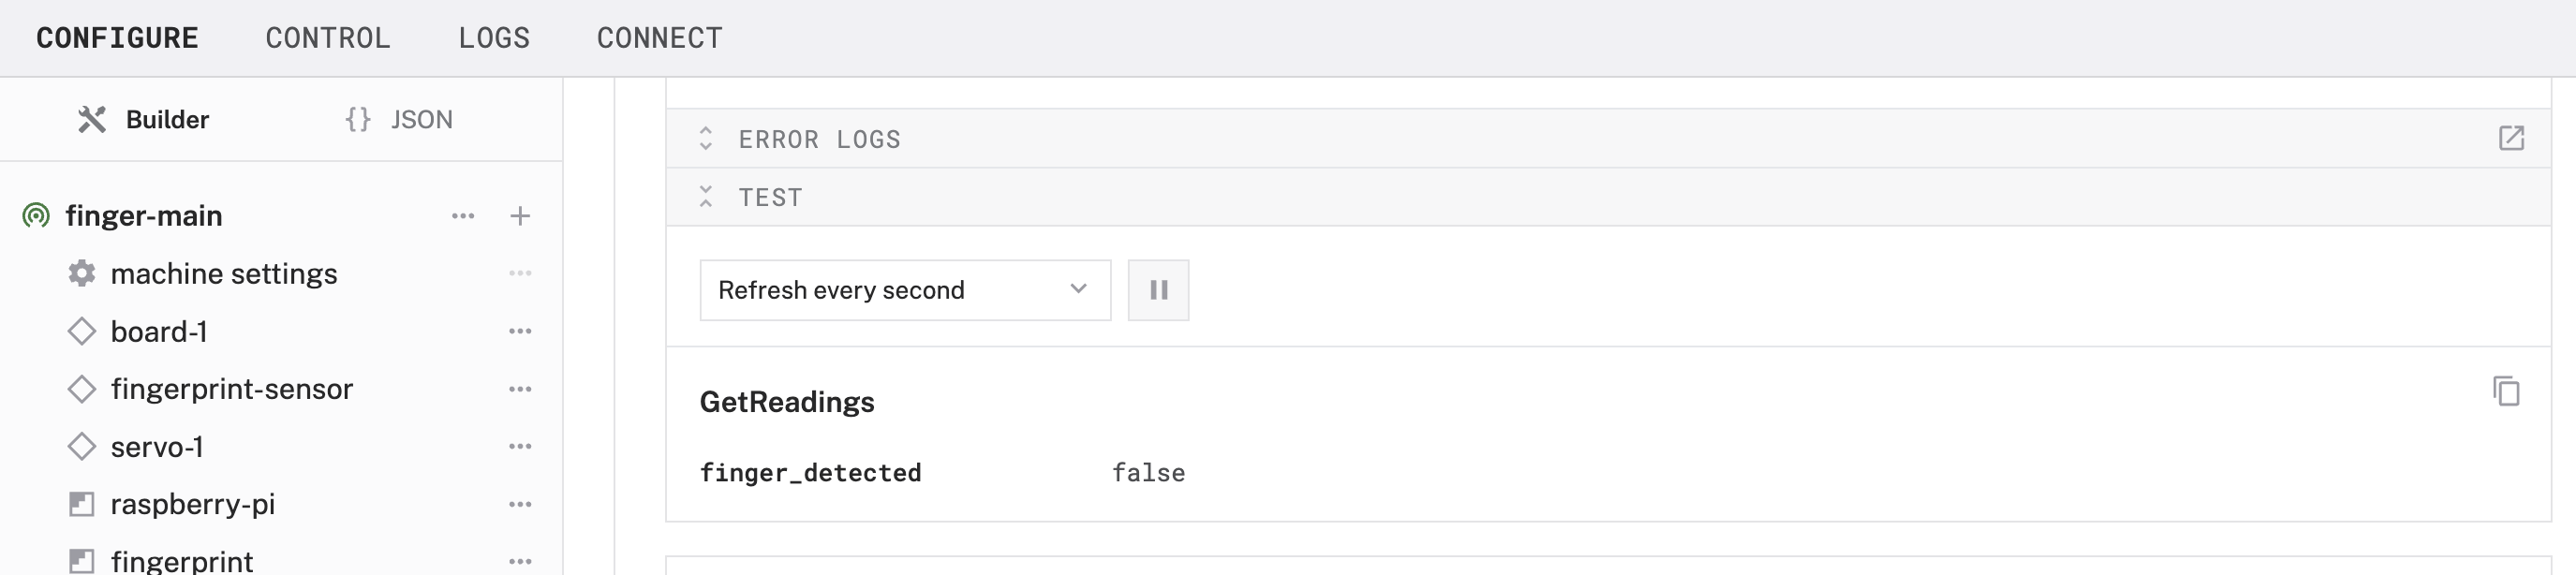 CONFIGURE CONTROL LOGS CONNECT
Builder {} JSON
finger-main
machine settings
board-1
fingerprint-sensor
servo-1
raspberry-pi
fingerprint
ERROR LOGS
TEST
Refresh every second
GetReadings
finger_detected false